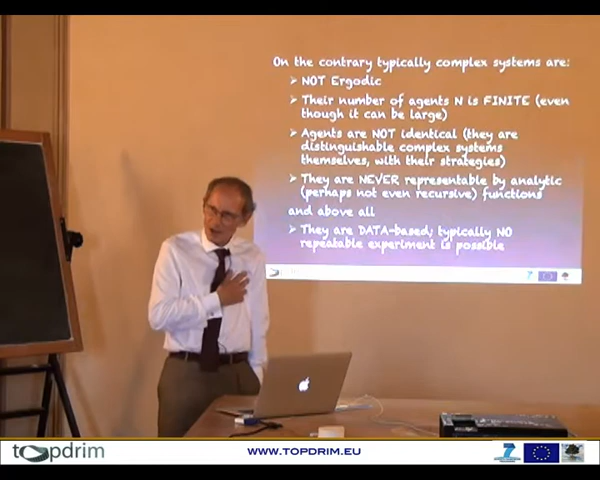 On the contrary typically complex systems are:
➢ NOT Ergodic
➢ Their number of agents N is FINITE (even
though it can be large)
➢ Agents are NOT identical (they are
distinguishable complex systems
themselves, with their strategies)
➢ They are NEVER representable by analytic
(perhaps not even recursive) functions
and above all
➢ They are DATA-based; typically NO
repeatable experiment is possible
topdrim
WWW.TOPDRIM.EU